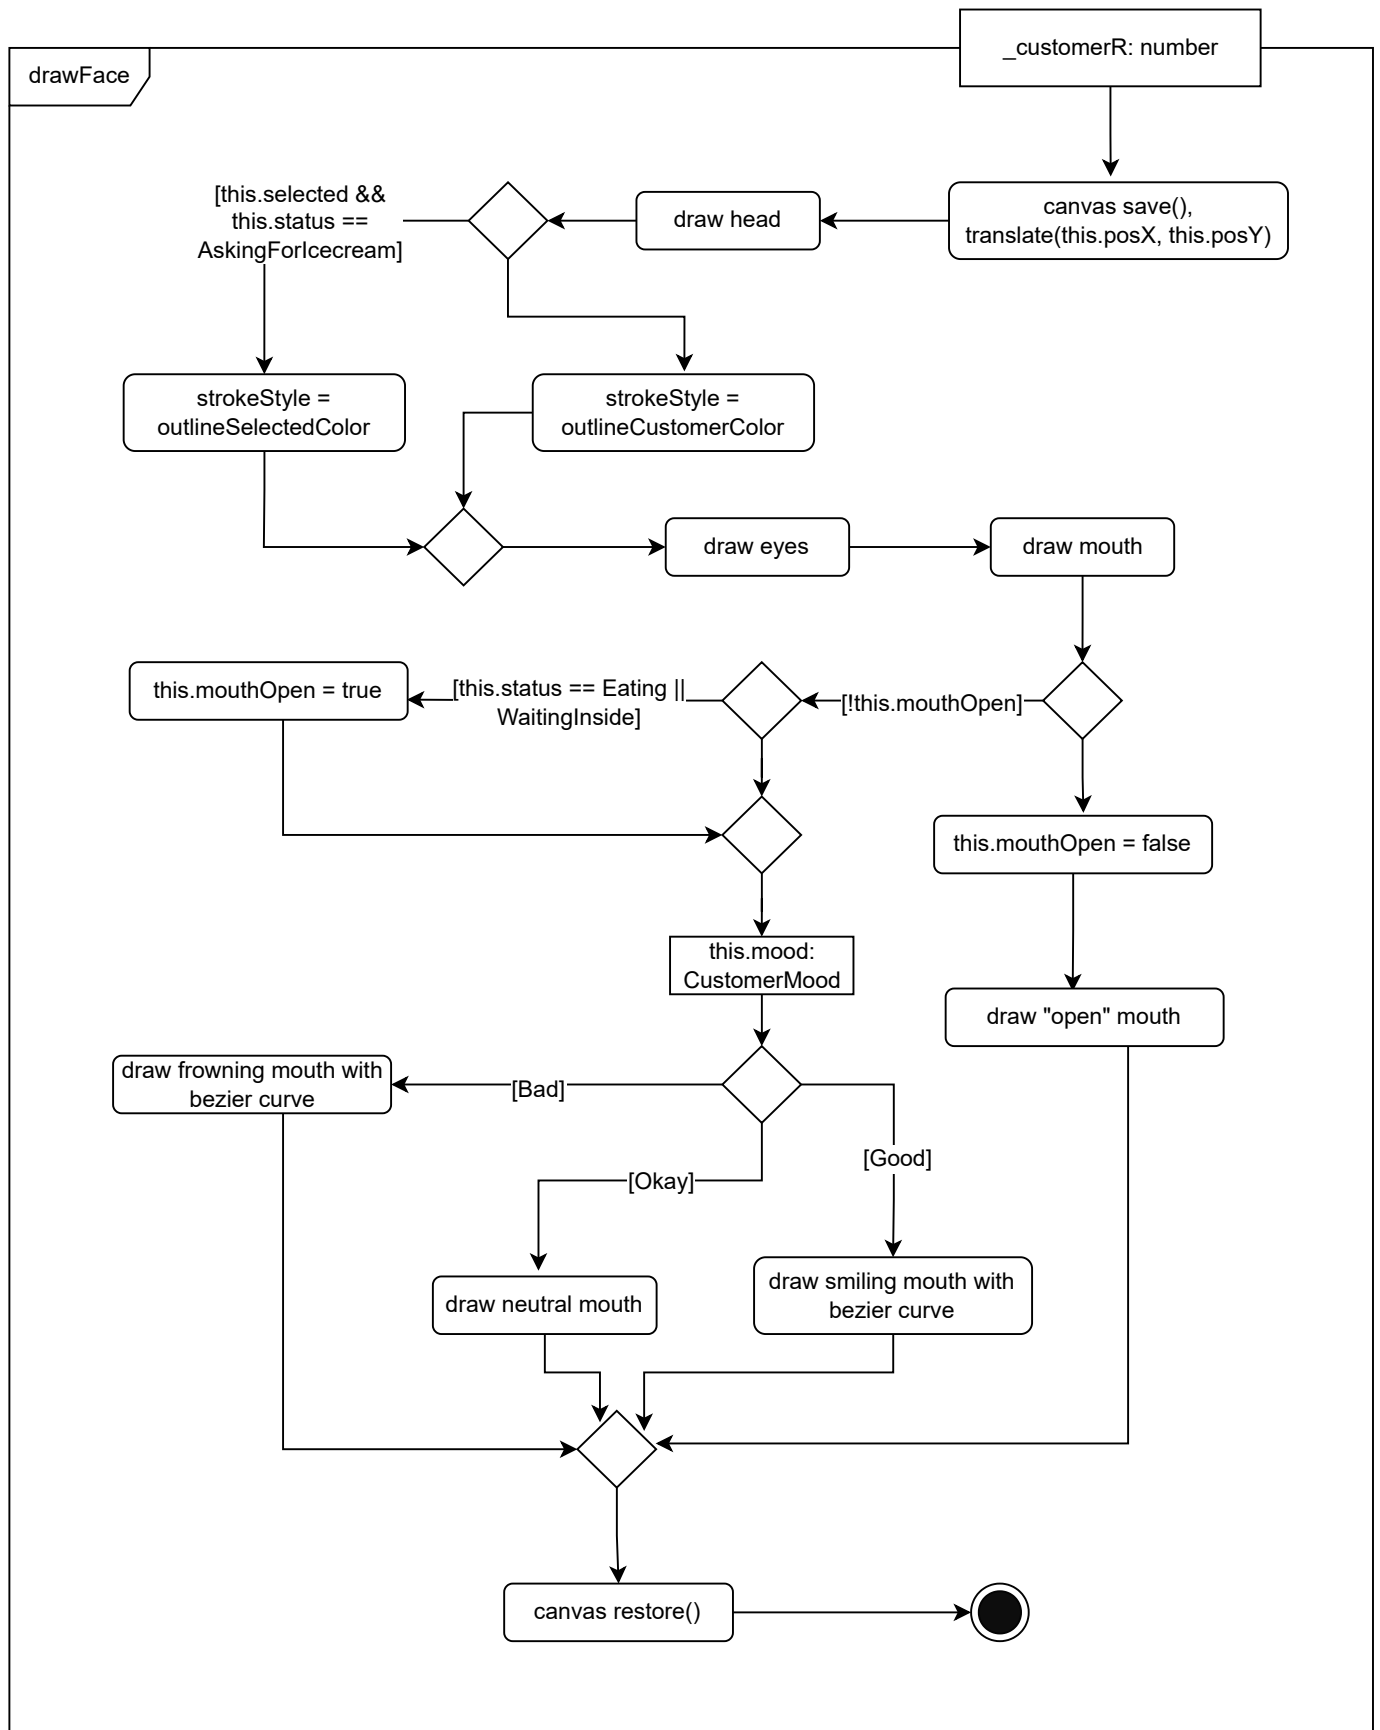 _customerR: number
drawFace
[this.selected &&
this.status ==
AskingForIcecream]
draw head
canvas save(),
translate(this.posX, this.posY)
strokeStyle =
outlineSelectedColor
strokeStyle =
outlineCustomerColor
draw eyes
draw mouth
this.mouthOpen = true
[this.status == Eating ||
WaitingInside]
[!this.mouthOpen]
this.mouthOpen = false
this.mood:
CustomerMood
draw "open" mouth
draw frowning mouth with
bezier curve
[Bad]
[Good]
[Okay]
draw neutral mouth
draw smiling mouth with
bezier curve
canvas restore()